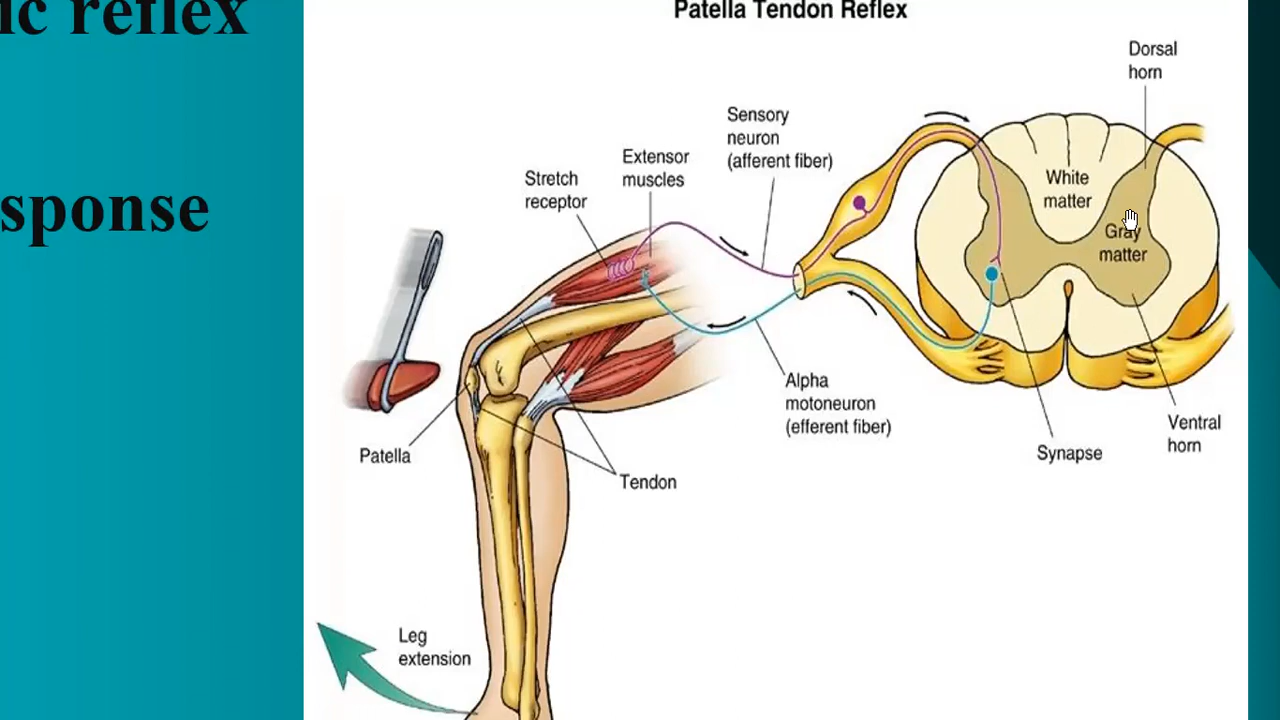 ic reflex
sponse
Patella Tendon Reflex
Dorsal
horn
Sensory
neuron
(afferent fiber)
Extensor
muscles
Stretch
receptor
White
matter
Gray
matter
Alpha
motoneuron
(efferent fiber)
Patella
Tendon
Synapse
Ventral
horn
Leg
extension